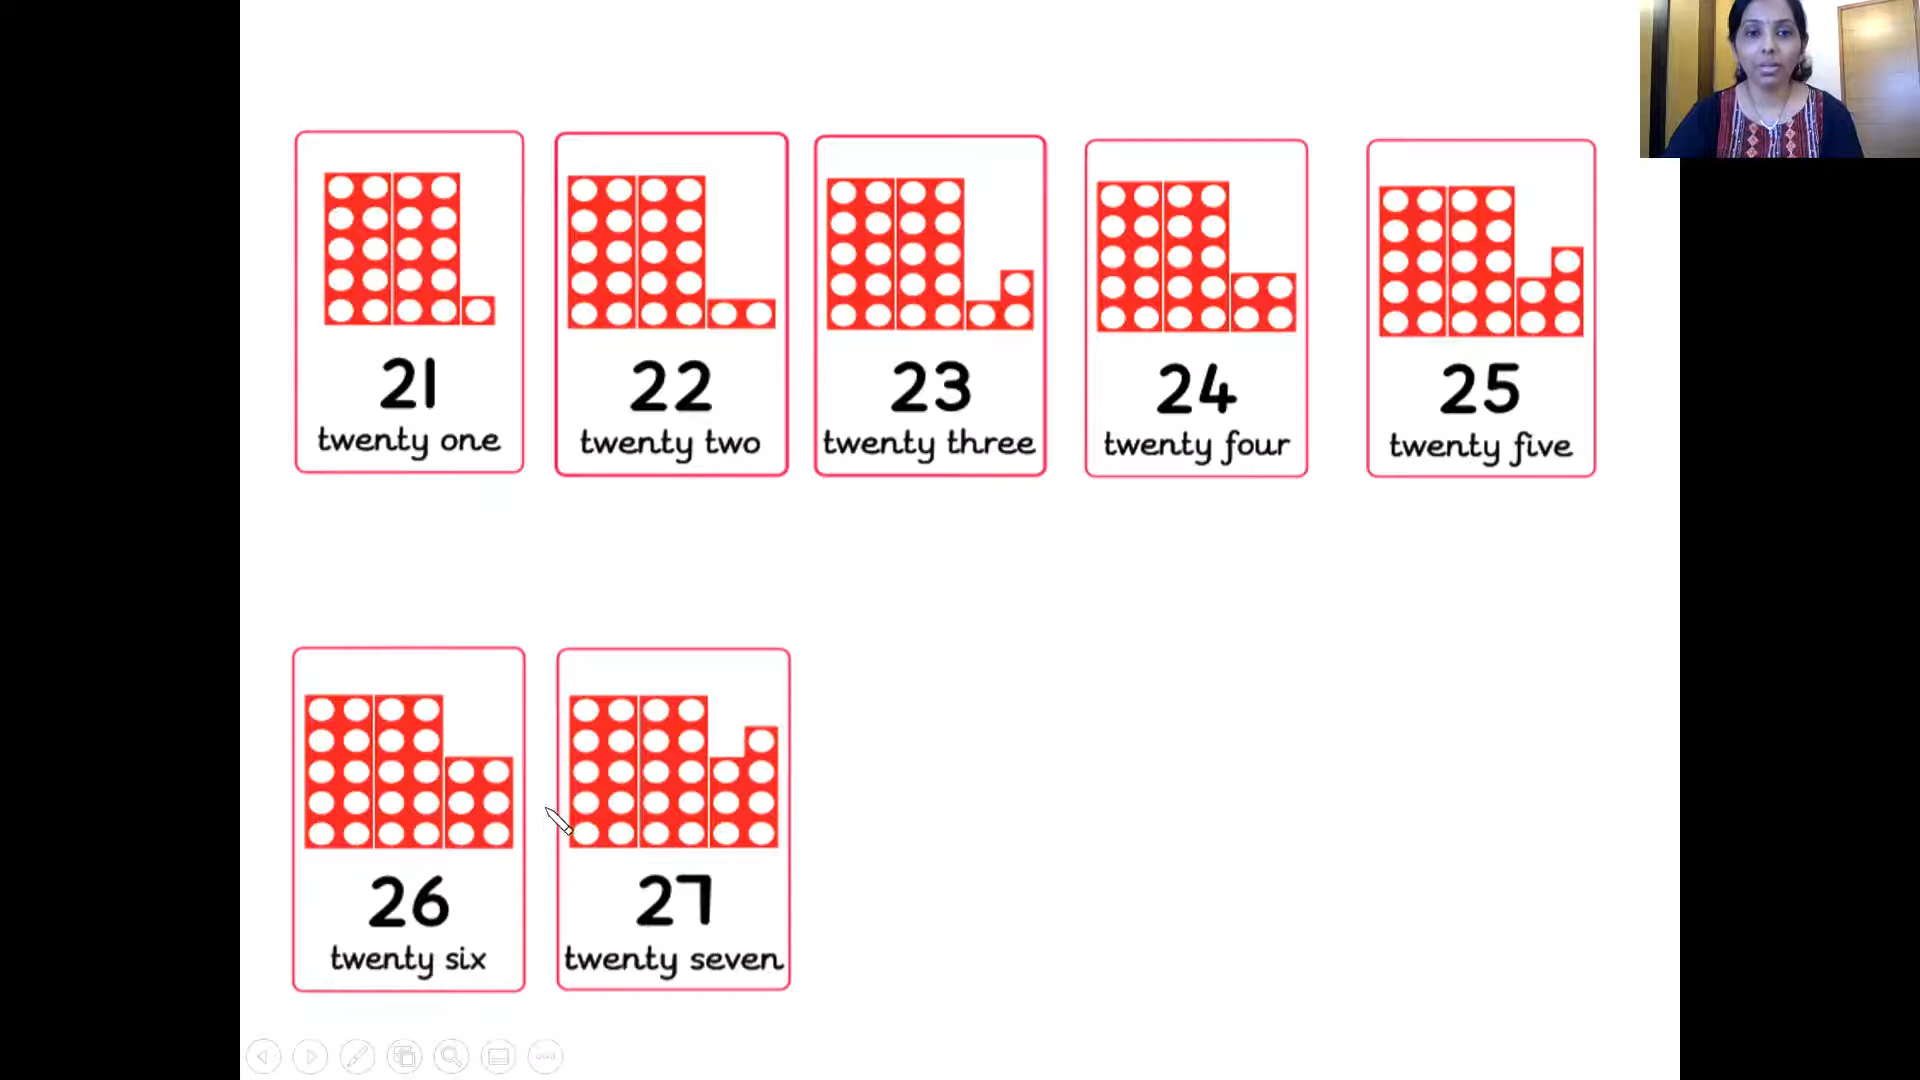 21
twenty one
22
twenty two
23
twenty three
24
twenty four
25
twenty five
26
twenty six
27
twenty seven